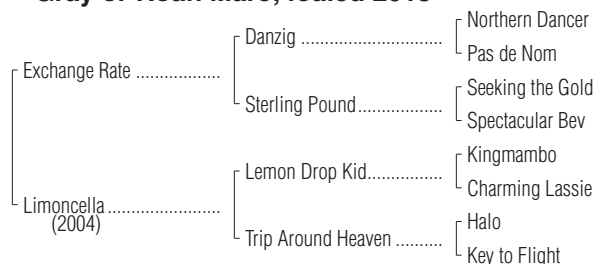 Northern Dancer
Danzig
Pas de Nom
Exchange Rate
Seeking the Gold
Sterling Pound
Spectacular Bev
Kingmambo
Lemon Drop Kid
Charming Lassie
Limoncella
(2004)
Halo
Trip Around Heaven
Key to Flight